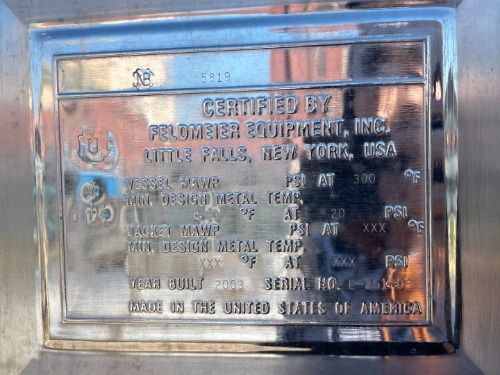 NB 5819
CERTIFIED BY
FELDMEIER EQUIPMENT, INC.
LITTLE FALLS, NEW YORK, USA
U
VESSEL MAWP PSI AT 300 °F
MIN. DESIGN METAL TEMP.
°F AT 20 PSI
JACKET MAWP PSI AT XXX °F
MIN. DESIGN METAL TEMP
XXX °F AT XXX PSI
YEAR BUILT 2003 SERIAL NO.
MADE IN THE UNITED STATES OF AMERICA